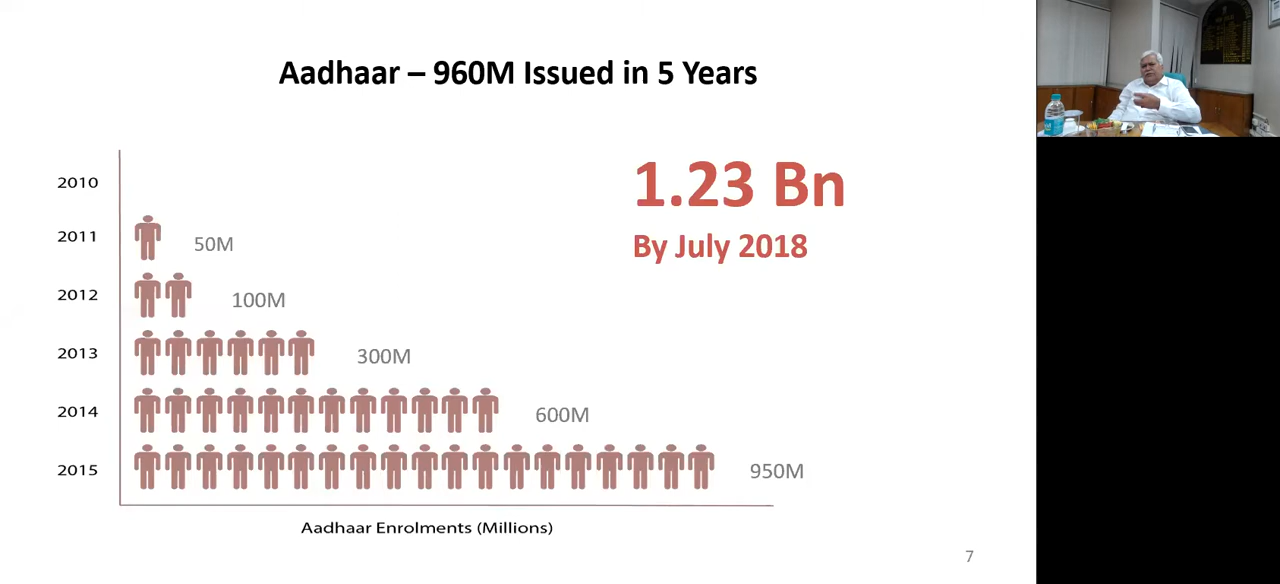 Aadhaar – 960M Issued in 5 Years
1.23 Bn
By July 2018
2010
2011
50M
2012
100M
2013
300M
2014
600M
2015
950M
Aadhaar Enrolments (Millions)
7